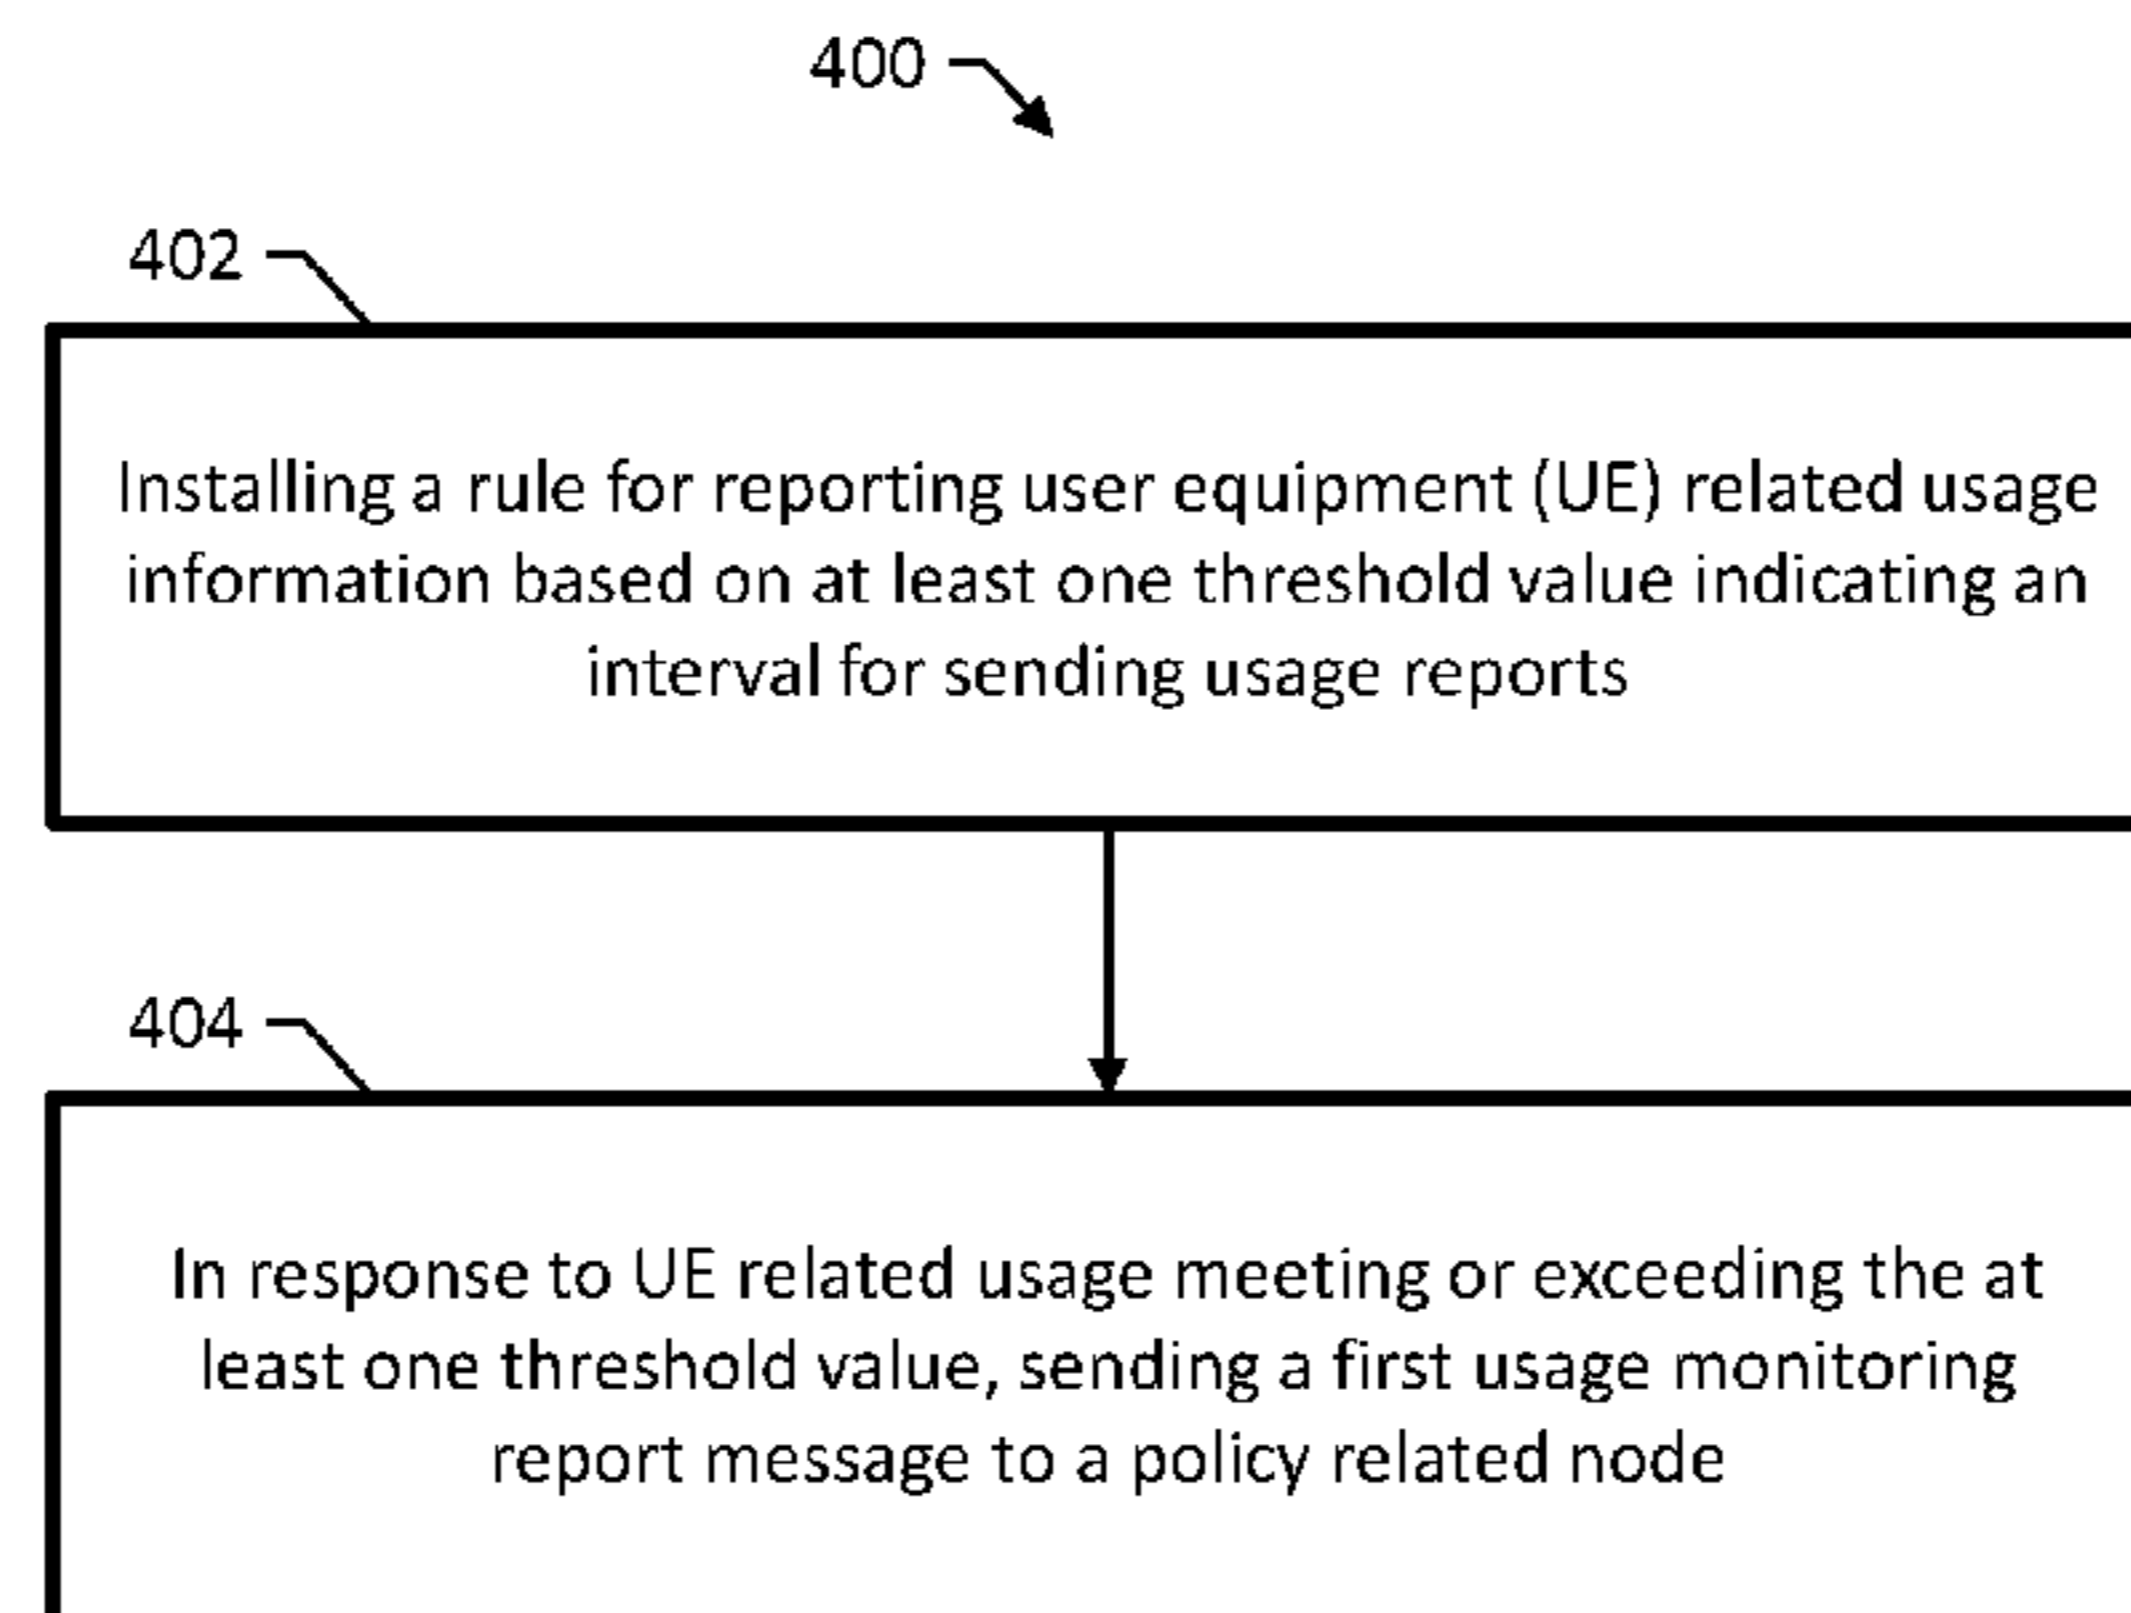 400
402
Installing a rule for reporting user equipment (UE) related usage
information based on at least one threshold value indicating an
interval for sending usage reports
404
In response to UE related usage meeting or exceeding the at
least one threshold value, sending a first usage monitoring
report message to a policy related node